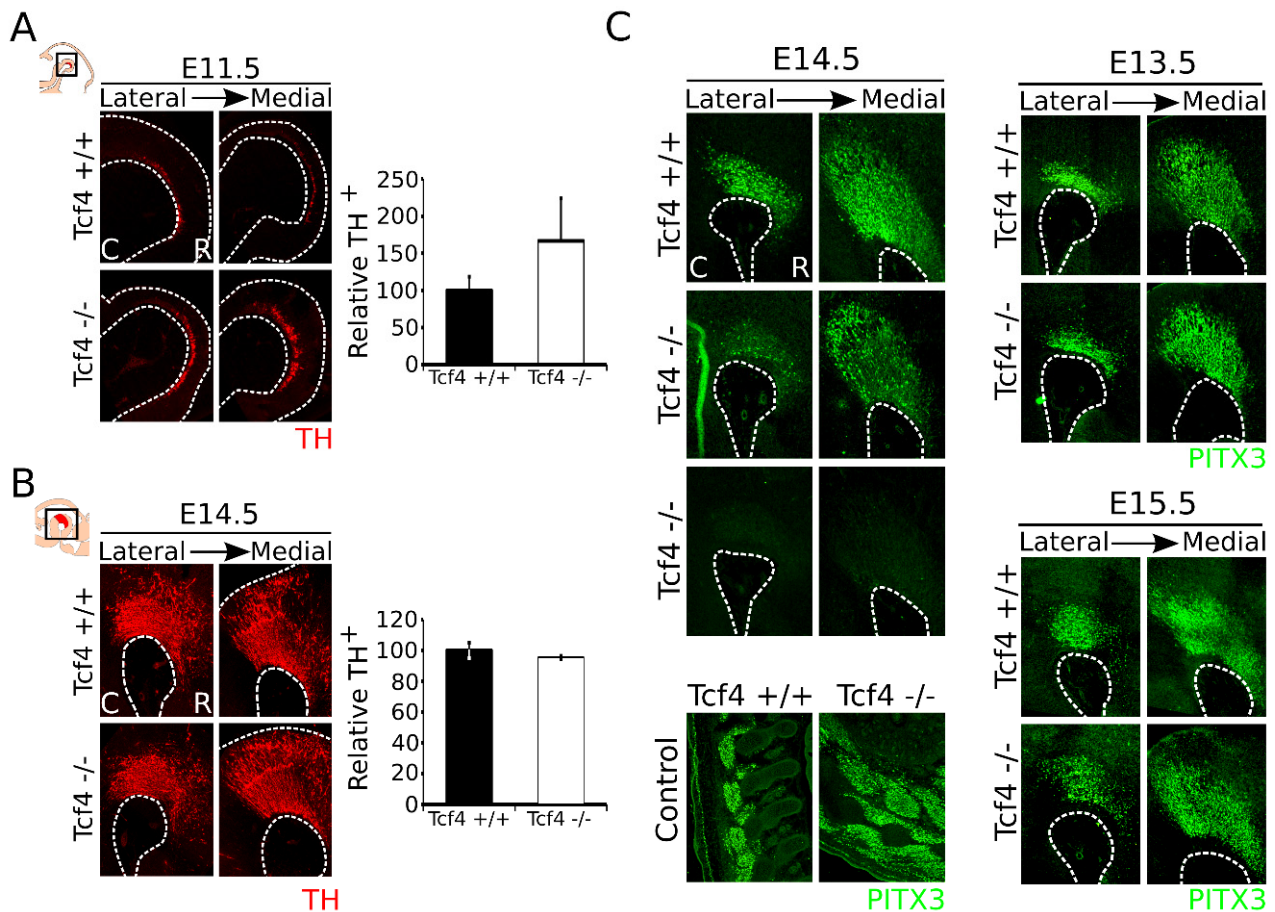 A
E11.5
Lateral Medial
Tcf4 +/+
C R
Tcf4 -/-
TH
Relative TH +
250
200
150
100
50
0
Tcf4 +/+ Tcf4 -/-
B
E14.5
Lateral Medial
Tcf4 +/+
C R
Tcf4 -/-
TH
Relative TH+
120
100
80
60
40
20
0
Tcf4 +/+ Tcf4 -/-
C
E14.5
Lateral Medial
Tcf4 +/+
C R
Tcf4 -/-
Tcf4 -/-
Tcf4 +/+ Tcf4 -/-
Control
PITX3
E13.5
Lateral Medial
Tcf4 +/+
Tcf4 -/-
PITX3
E15.5
Lateral Medial
Tcf4 +/+
Tcf4 -/-
PITX3